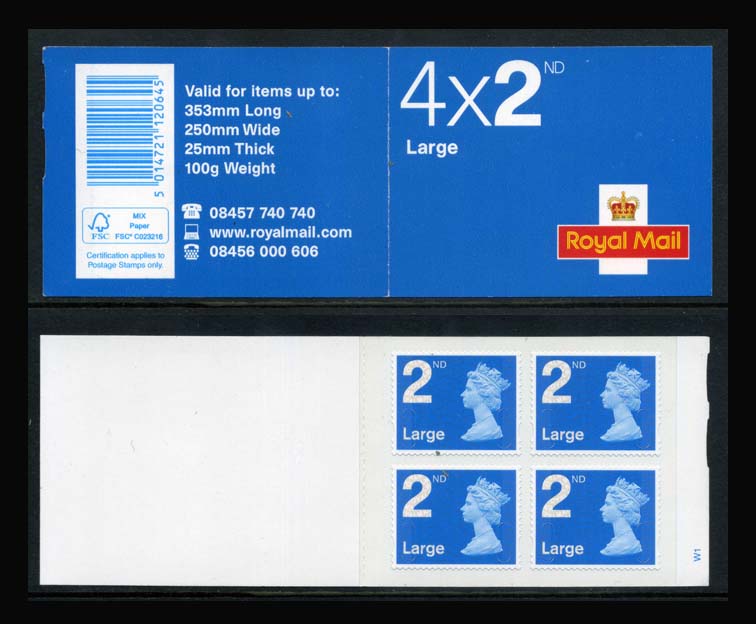 5 014721 120645
MIX
Paper
FSC
FSC® C023216
Certification applies to
Postage Stamps only.
Valid for items up to:
353mm Long
250mm Wide
25mm Thick
100g Weight
08457 740 740
www.royalmail.com
08456 000 606
4x2ND
Large
Royal Mail
2ND
Large
2ND
Large
2ND
Large
2ND
Large
W1